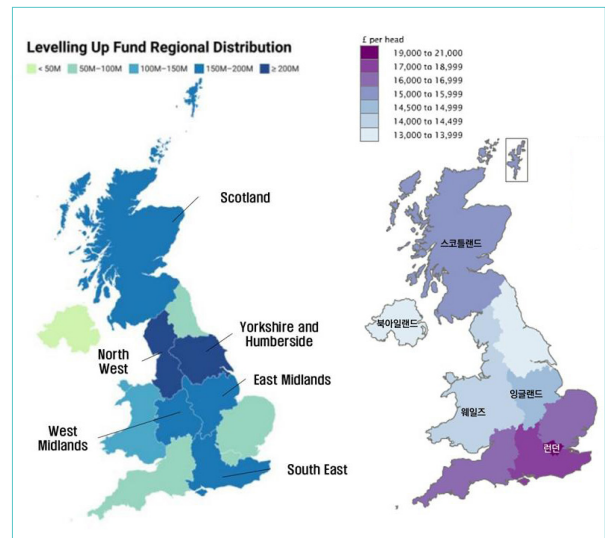 Levelling Up Fund Regional Distribution
< 50M 50M–100M 100M–150M 150M–200M ≥ 200M
Scotland
North
West
Yorkshire and
Humberside
East Midlands
West
Midlands
South East
£ per head
19,000 to 21,000
17,000 to 18,999
16,000 to 16,999
15,000 to 15,999
14,500 to 14,999
14,000 to 14,499
13,000 to 13,999
스코틀랜드
북아일랜드
잉글랜드
웨일즈
런던